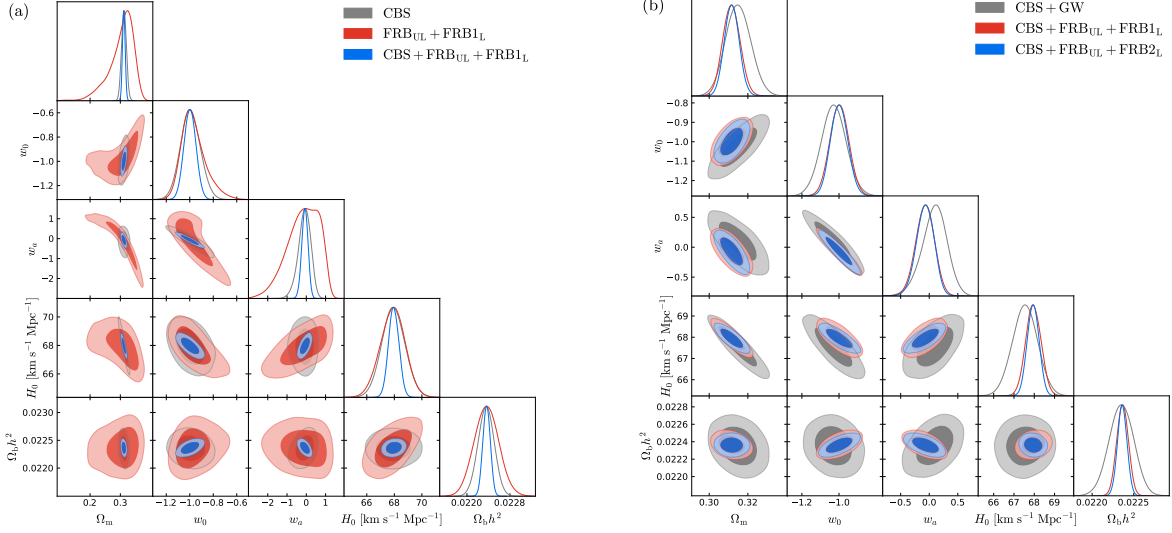 (a)
CBS
FRB_UL + FRB1_L
CBS + FRB_UL + FRB1_L
−0.6
−0.8
−1.0
−1.2
w_0
1
0
−1
−2
w_a
70
68
66
H_0 [km s^−1 Mpc^−1]
0.0230
0.0225
0.0220
Ω_b h^2
0.2 0.3
Ω_m
−1.2 −1.0 −0.8 −0.6
w_0
−2 −1 0 1
w_a
66 68 70
H_0 [km s^−1 Mpc^−1]
0.0220 0.0228
Ω_b h^2
(b)
CBS + GW
CBS + FRB_UL + FRB1_L
CBS + FRB_UL + FRB2_L
−0.8
−0.9
−1.0
−1.1
−1.2
w_0
0.5
0.0
−0.5
w_a
69
68
67
66
H_0 [km s^−1 Mpc^−1]
0.0228
0.0226
0.0224
0.0222
0.0220
Ω_b h^2
0.30 0.32
Ω_m
−1.2 −1.0
w_0
−0.5 0.0 0.5
w_a
66 67 68 69
H_0 [km s^−1 Mpc^−1]
0.0220 0.0225
Ω_b h^2